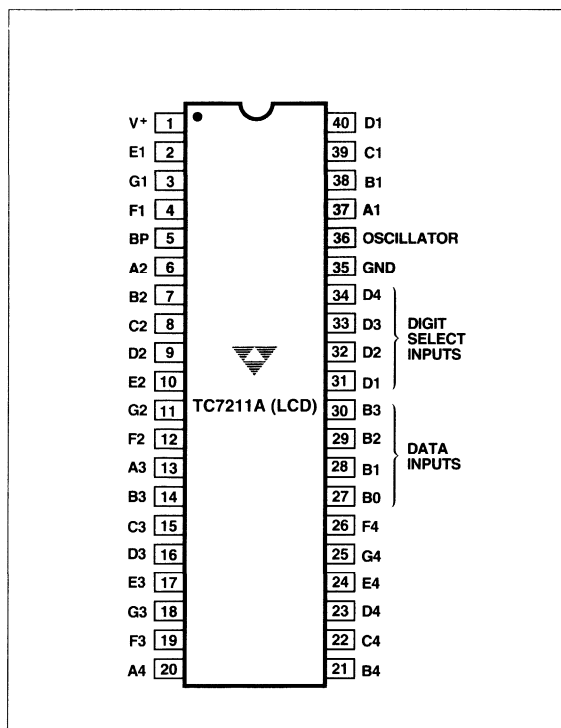 V+ 1 40 D1
E1 2 39 C1
G1 3 38 B1
F1 4 37 A1
BP 5 36 OSCILLATOR
A2 6 35 GND
B2 7 34 D4
C2 8 33 D3
D2 9 32 D2
E2 10 31 D1
DIGIT
SELECT
INPUTS
TC7211A (LCD)
G2 11 30 B3
F2 12 29 B2
A3 13 28 B1
B3 14 27 B0
DATA
INPUTS
C3 15 26 F4
D3 16 25 G4
E3 17 24 E4
G3 18 23 D4
F3 19 22 C4
A4 20 21 B4